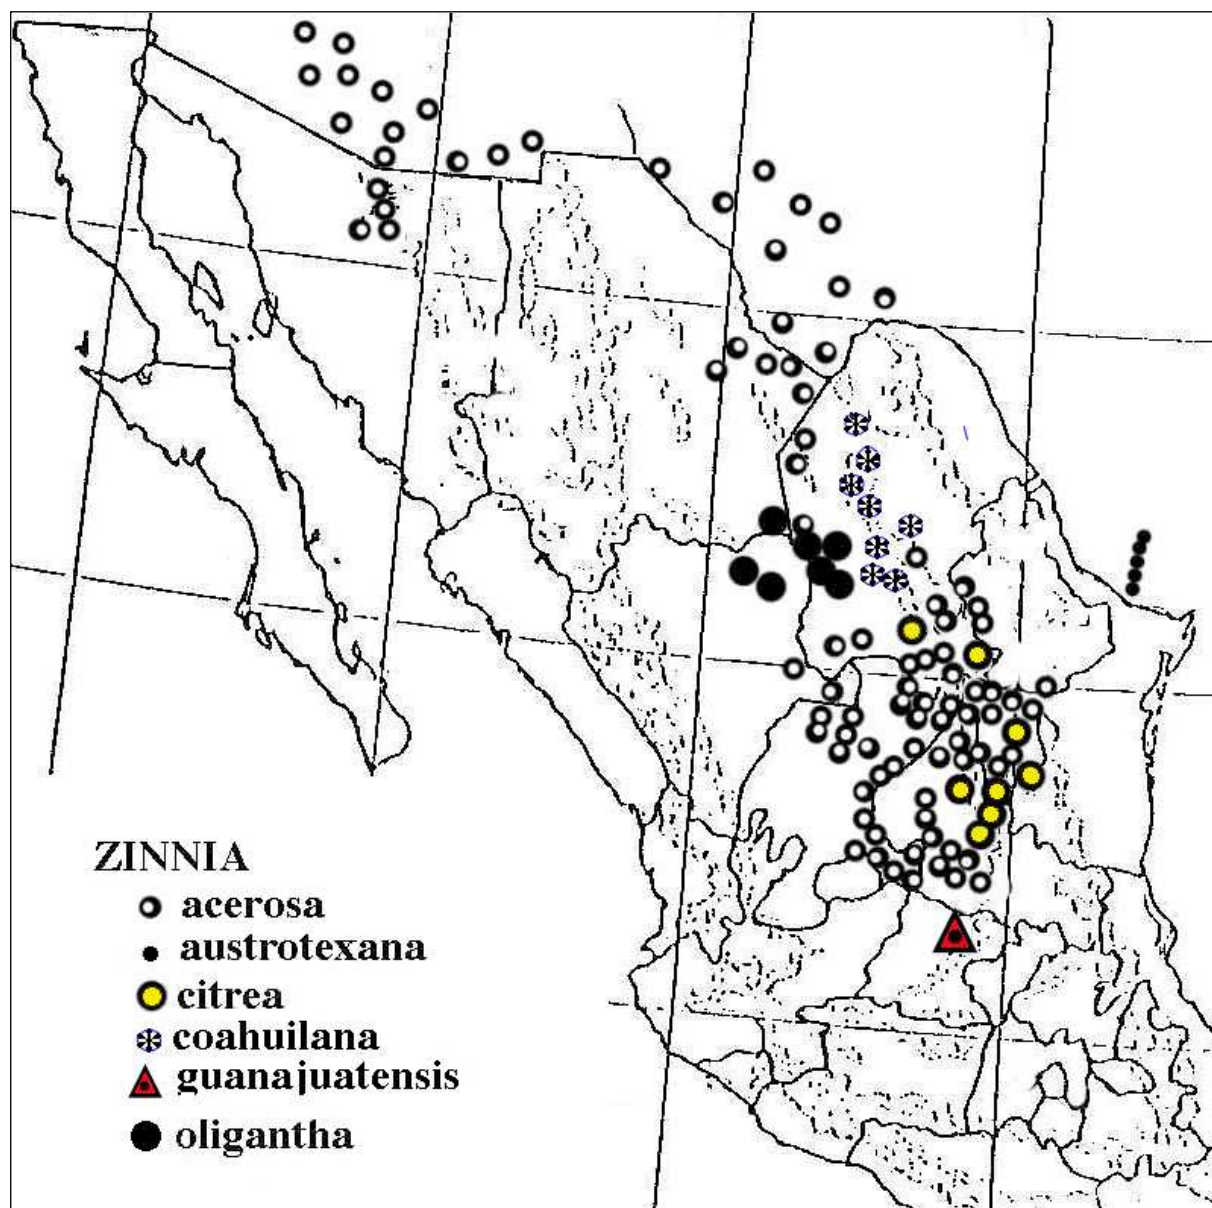 ZINNIA
acerosa
austrotexana
citrea
coahuilana
guanajuatensis
oligantha